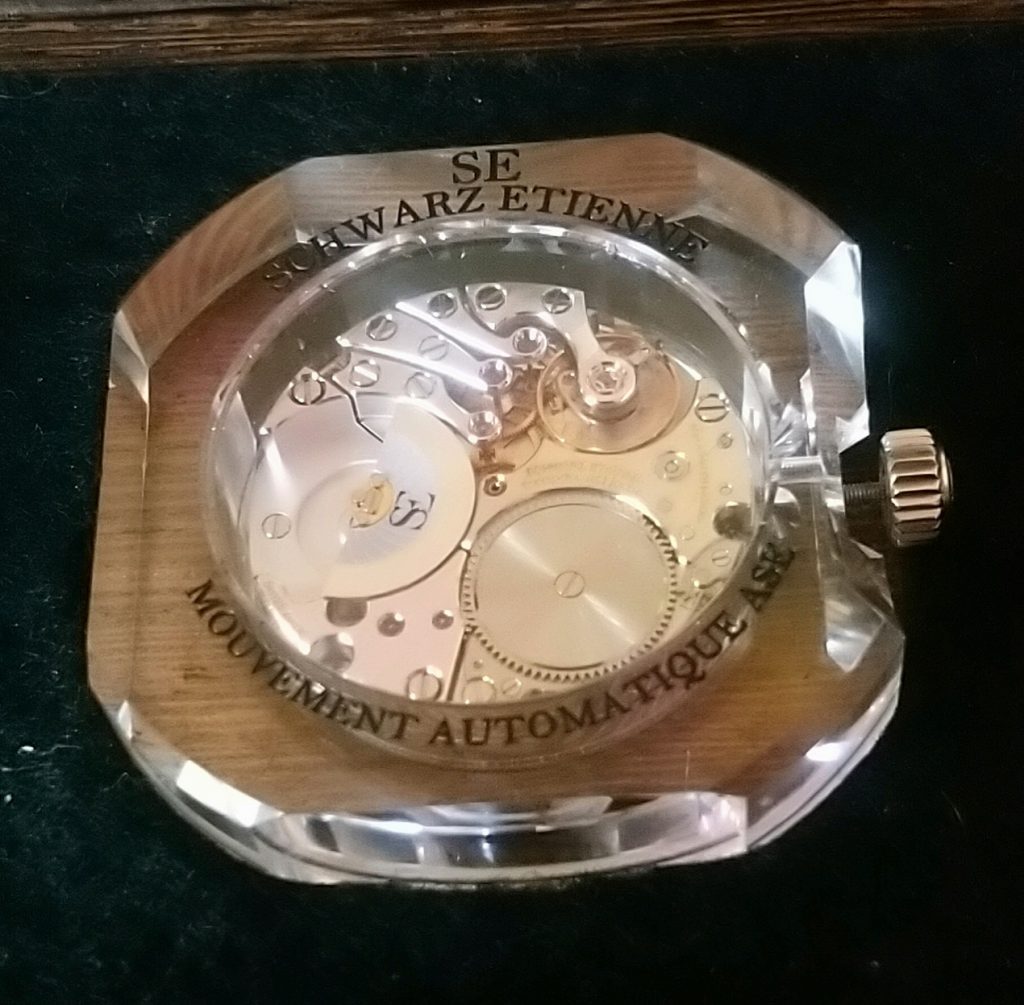 SE
SCHWARZ ETIENNE
SE
MOUVEMENT AUTOMATIQUE ASE